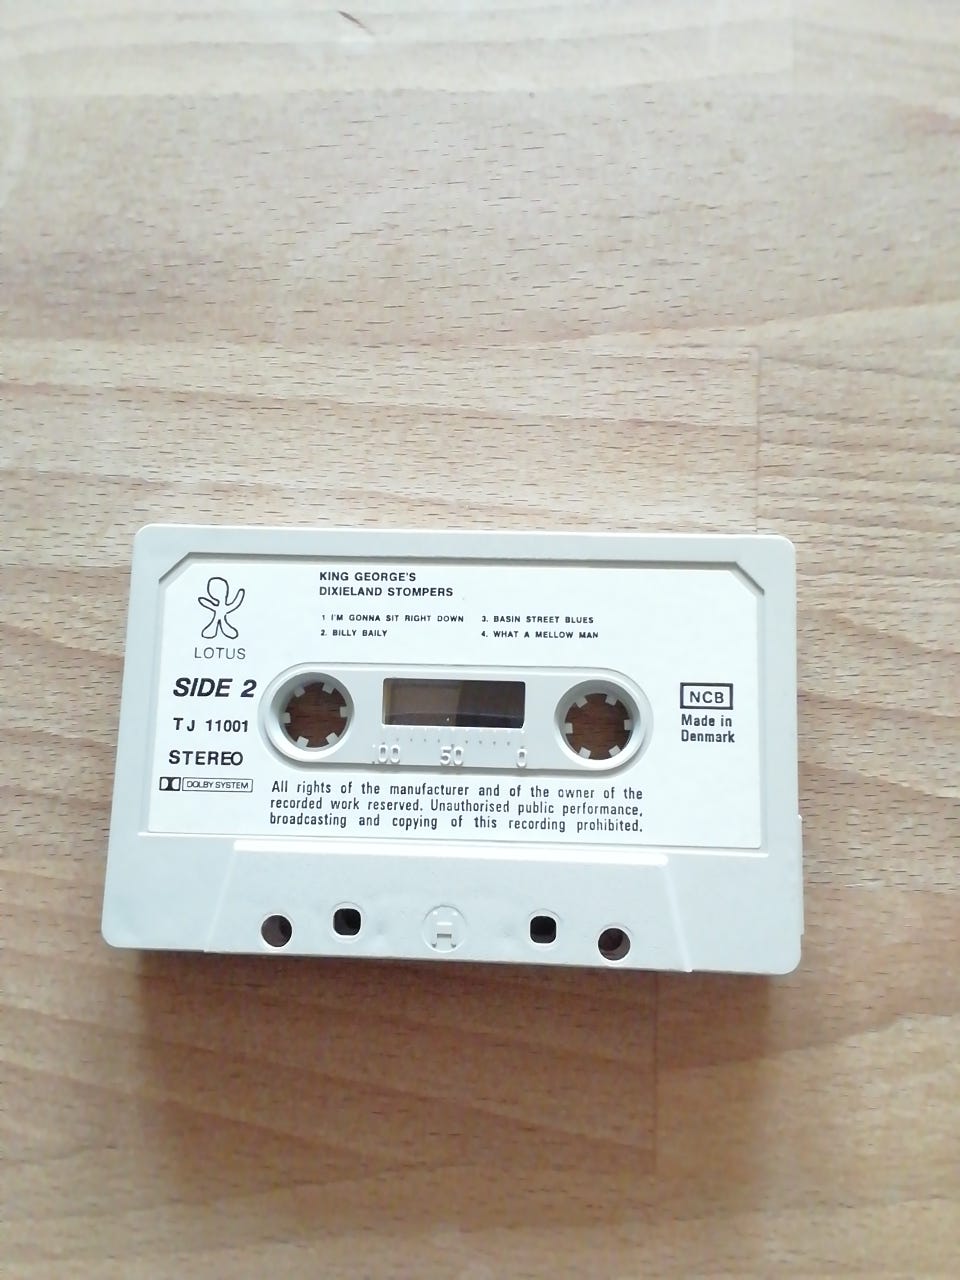 KING GEORGE'S
DIXIELAND STOMPERS
1 I'M GONNA SIT RIGHT DOWN
2. BILLY BAILY
3. BASIN STREET BLUES
4. WHAT A MELLOW MAN
LOTUS
SIDE 2
TJ 11001
STEREO
DOLBY SYSTEM
100 50 0
NCB
Made in
Denmark
All rights of the manufacturer and of the owner of the
recorded work reserved. Unauthorised public performance,
broadcasting and copying of this recording prohibited.